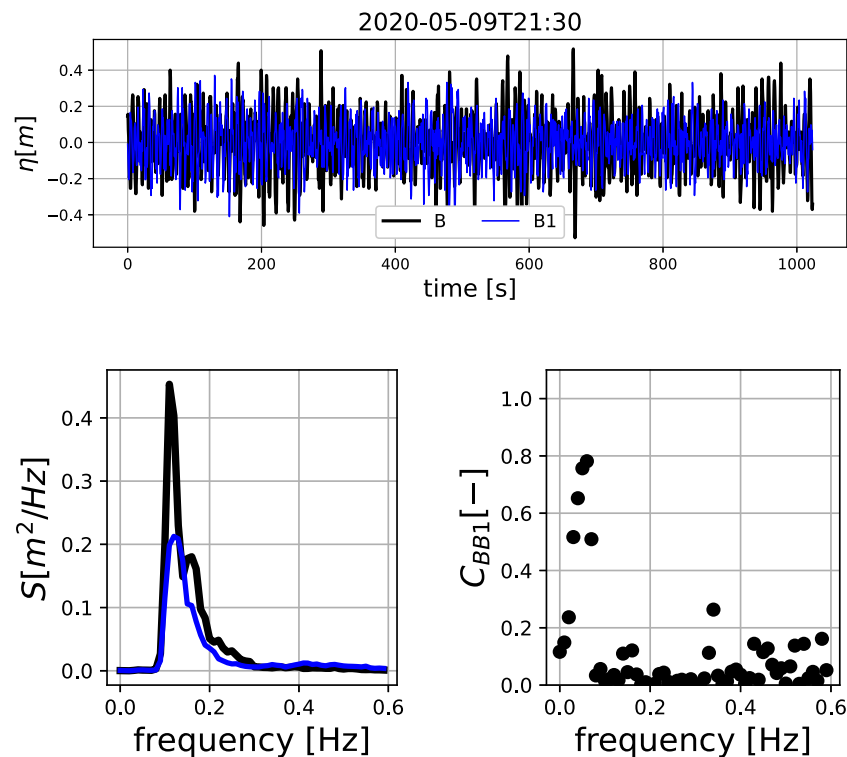 2020-05-09T21:30
η[m]
0.4
0.2
0.0
−0.2
−0.4
B B1
0 200 400 600 800 1000
time [s]
S[m²/Hz]
0.4
0.3
0.2
0.1
0.0
0.0 0.2 0.4 0.6
frequency [Hz]
C_BB1[−]
1.0
0.8
0.6
0.4
0.2
0.0
0.0 0.2 0.4 0.6
frequency [Hz]